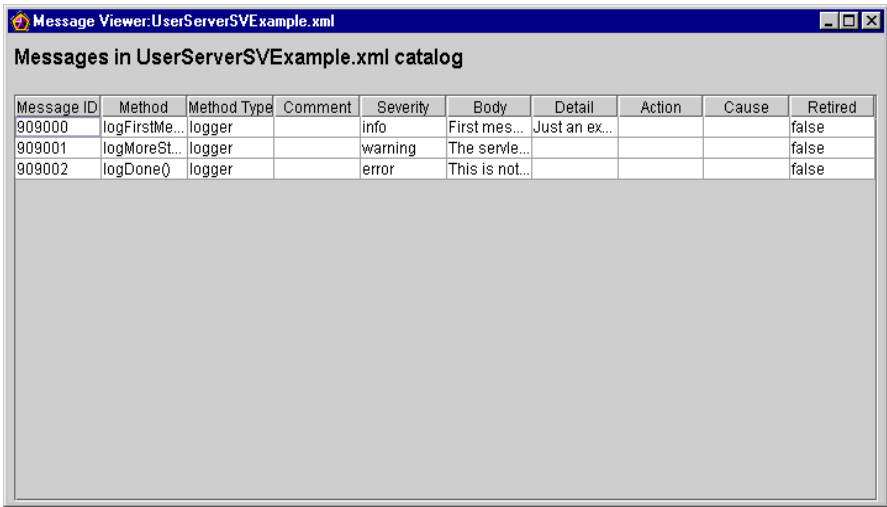 Message Viewer:UserServerSVExample.xml
Messages in UserServerSVExample.xml catalog
Message ID Method Method Type Comment Severity Body Detail Action Cause Retired
909000 logFirstMe... logger info First mes... Just an ex... false
909001 logMoreSt... logger warning The servle... false
909002 logDone() logger error This is not... false